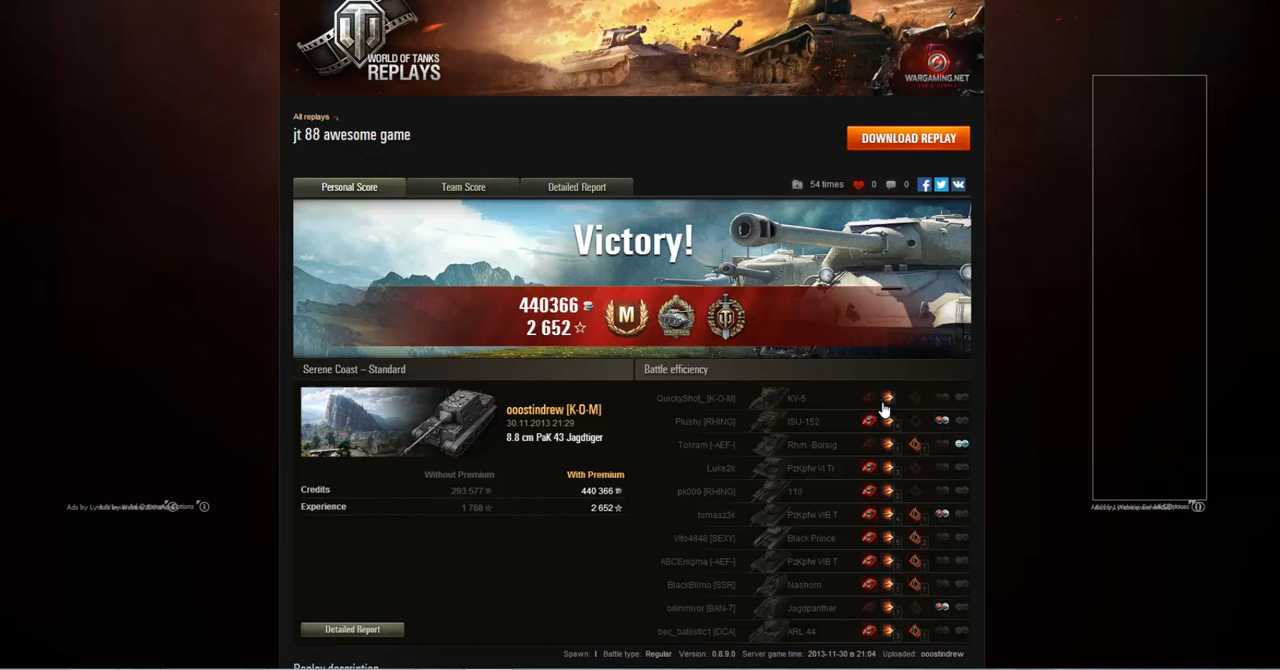 WORLD OF TANKS
REPLAYS
WARGAMING.NET
All replays
jt 88 awesome game
DOWNLOAD REPLAY
Personal Score
Team Score
Detailed Report
54 times
0
0
Victory!
440366
2 652
M
Serene Coast – Standard
Battle efficiency
ooostindrew [K-O-M]
30.11.2013 21:29
8.8 cm PaK 43 Jagdtiger
Without Premium
With Premium
Credits
293 577
440 366
Experience
1 768
2 652
Detailed Report
QuickyShot_ [K-O-M]
KV-5
Plushy [RHINO]
ISU-152
Tokram [-AEF-]
Rhm.-Borsig
Luke2k
PzKpfw VI Ti
[RHINO]
110
tomasz3k
PzKpfw VIB T
Vito4848 [SEXY]
Black Prince
ABCEnigma [-AEF-]
PzKpfw VIB T
BlackBilmo [SSR]
Nashorn
[BAN-7]
Jagdpanther
bec_ballistic1 [DCA]
ARL 44
Spawn: I Battle type: Regular Version: 0.8.9.0 Server game time: 2013-11-30 в 21:04 Uploaded: ooostindrew
Replay description